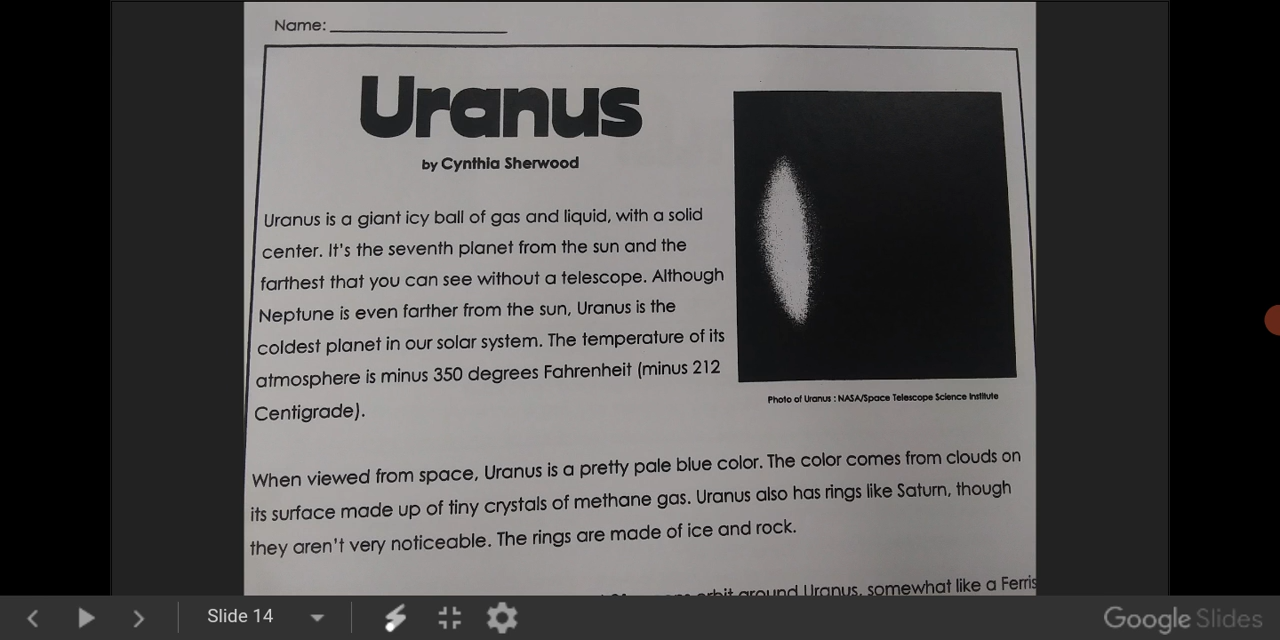 Name:
Uranus
by Cynthia Sherwood
Uranus is a giant icy ball of gas and liquid, with a solid
center. It's the seventh planet from the sun and the
farthest that you can see without a telescope. Although
Neptune is even farther from the sun, Uranus is the
coldest planet in our solar system. The temperature of its
atmosphere is minus 350 degrees Fahrenheit (minus 212
Centigrade).
Photo of Uranus : NASA/Space Telescope Science Institute
When viewed from space, Uranus is a pretty pale blue color. The color comes from clouds on
its surface made up of tiny crystals of methane gas. Uranus also has rings like Saturn, though
they aren't very noticeable. The rings are made of ice and rock.
orbit around Uranus, somewhat like a Ferris
Slide 14
Google Slides